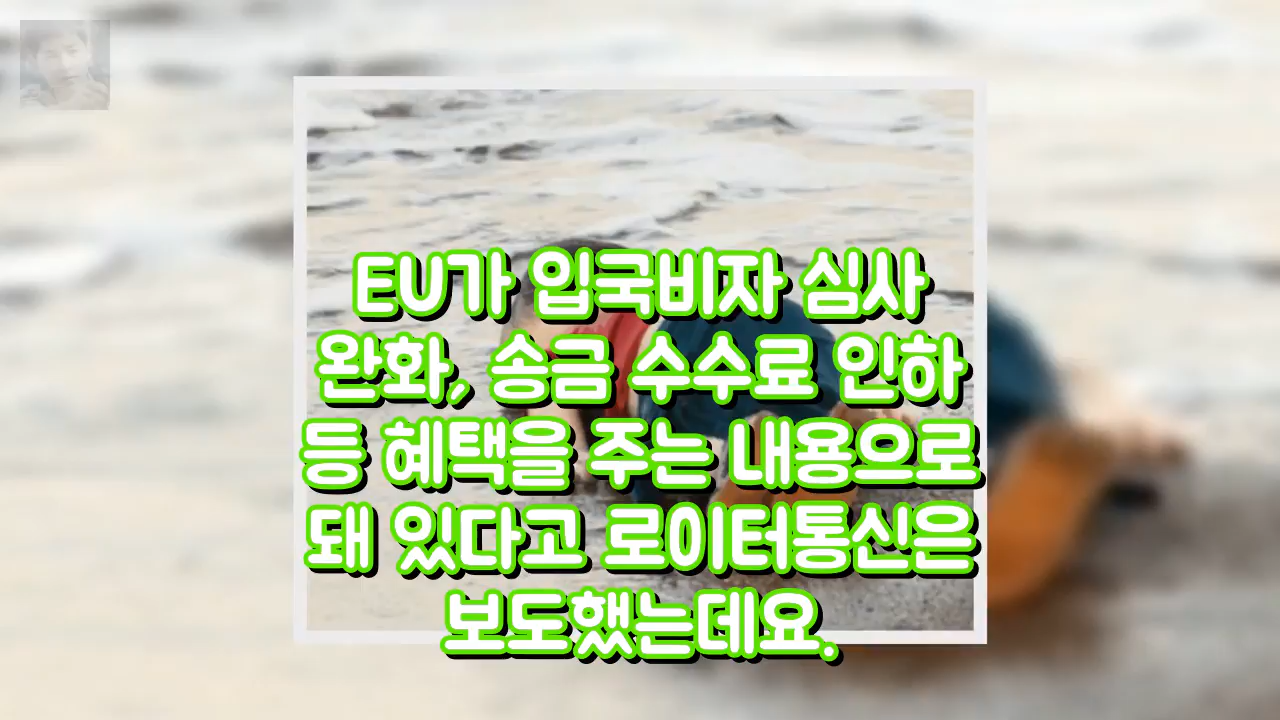 EU가 입국비자 심사
완화, 송금 수수료 인하
등 혜택을 주는 내용으로
돼 있다고 로이터통신은
보도했는데요.